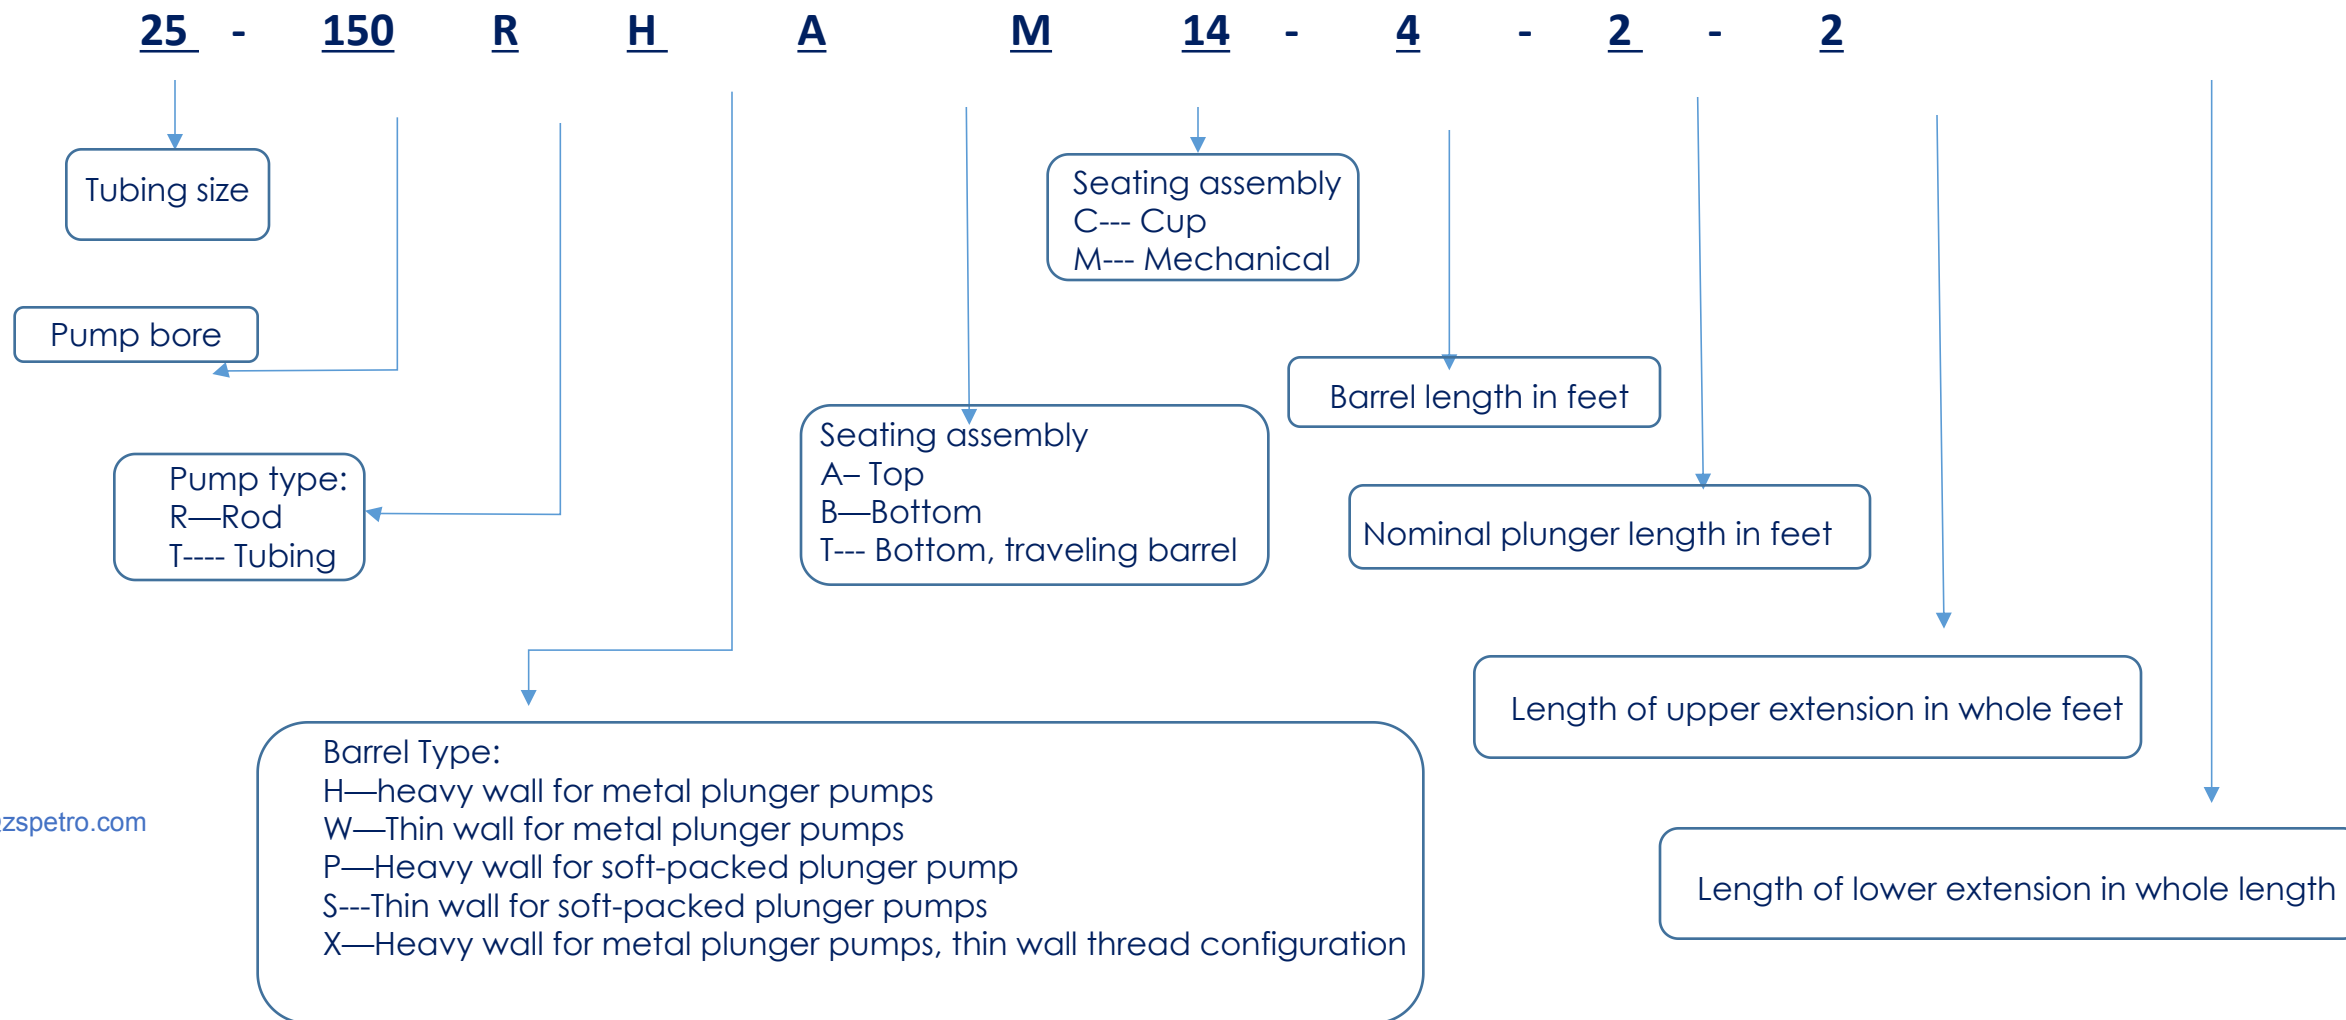 25 - 150 R H A M 14 - 4 - 2 - 2
Tubing size
Pump bore
Pump type:
R—Rod
T---- Tubing
Seating assembly
C--- Cup
M--- Mechanical
Seating assembly
A– Top
B—Bottom
T--- Bottom, traveling barrel
Barrel length in feet
Nominal plunger length in feet
Length of upper extension in whole feet
Length of lower extension in whole length
Barrel Type:
H—heavy wall for metal plunger pumps
W—Thin wall for metal plunger pumps
P—Heavy wall for soft-packed plunger pump
S---Thin wall for soft-packed plunger pumps
X—Heavy wall for metal plunger pumps, thin wall thread configuration
zspetro.com